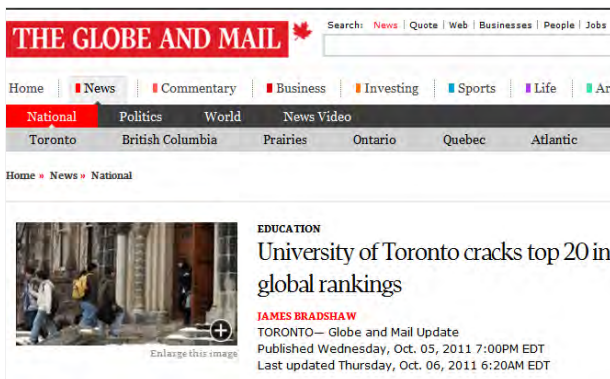 THE GLOBE AND MAIL
Search: News | Quote | Web | Businesses | People | Jobs
Home News Commentary Business Investing Sports Life
National Politics World News Video
Toronto British Columbia Prairies Ontario Quebec Atlantic
Home » News » National
EDUCATION
University of Toronto cracks top 20 in
global rankings
JAMES BRADSHAW
TORONTO— Globe and Mail Update
Published Wednesday, Oct. 05, 2011 7:00PM EDT
Last updated Thursday, Oct. 06, 2011 6:20AM EDT
Enlarge this image